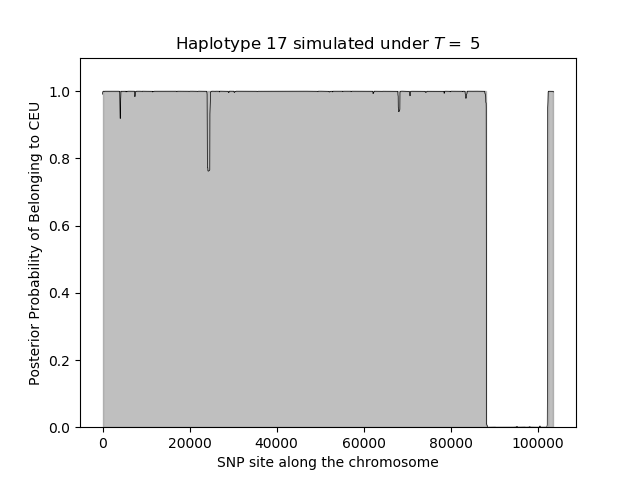 Haplotype 17 simulated under T = 5
Posterior Probability of Belonging to CEU
1.0
0.8
0.6
0.4
0.2
0.0
0 20000 40000 60000 80000 100000
SNP site along the chromosome